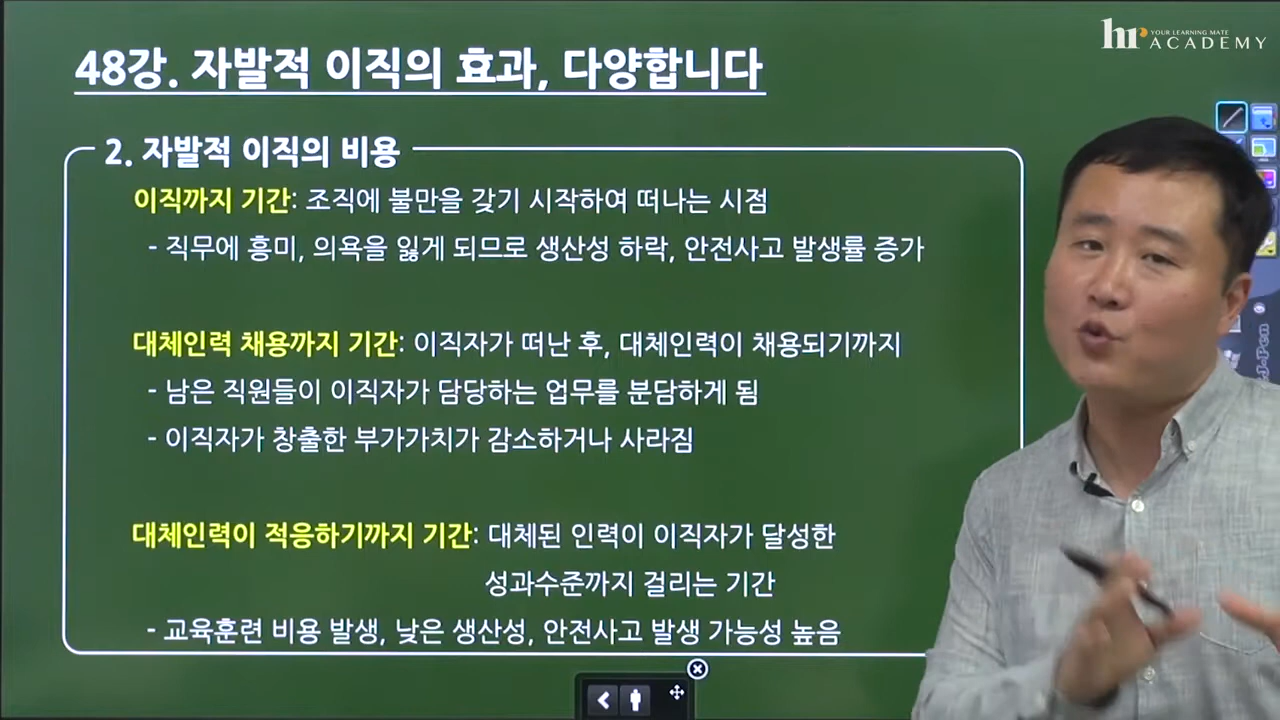 hr YOUR LEARNING MATE
ACADEMY
48강. 자발적 이직의 효과, 다양합니다
2. 자발적 이직의 비용
이직까지 기간: 조직에 불만을 갖기 시작하여 떠나는 시점
- 직무에 흥미, 의욕을 잃게 되므로 생산성 하락, 안전사고 발생률 증가
대체인력 채용까지 기간: 이직자가 떠난 후, 대체인력이 채용되기까지
- 남은 직원들이 이직자가 담당하는 업무를 분담하게 됨
- 이직자가 창출한 부가가치가 감소하거나 사라짐
대체인력이 적응하기까지 기간: 대체된 인력이 이직자가 달성한
성과수준까지 걸리는 기간
- 교육훈련 비용 발생, 낮은 생산성, 안전사고 발생 가능성 높음